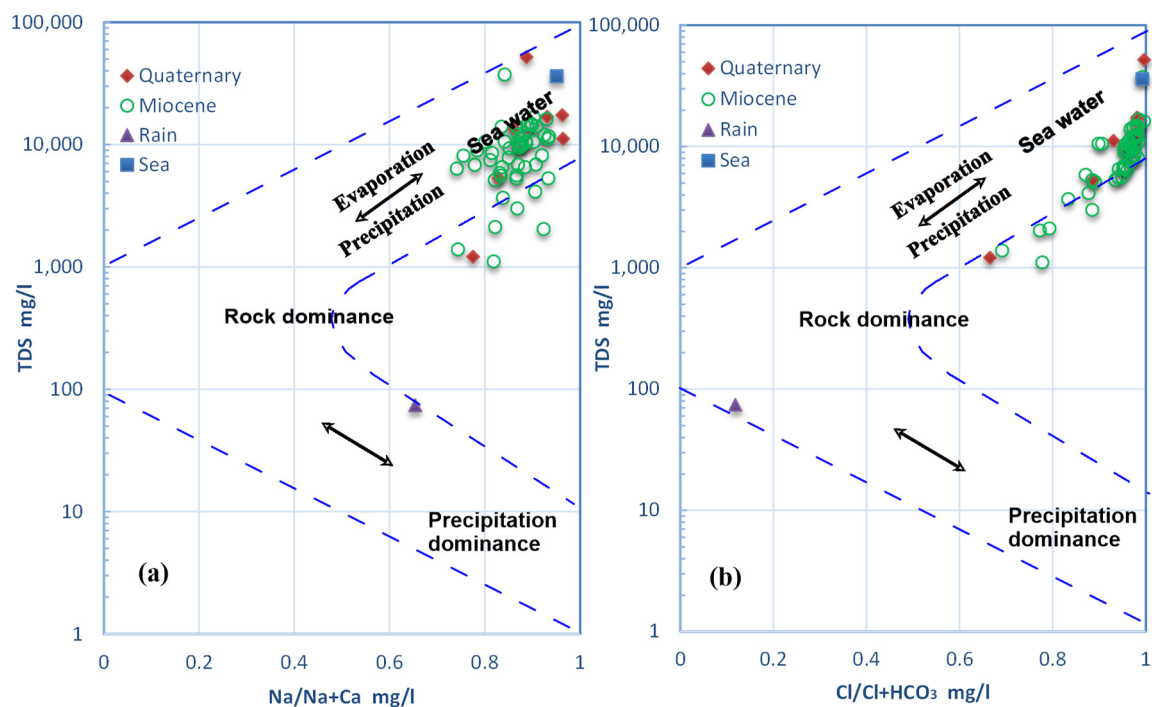 100,000
10,000
1,000
100
10
1
TDS mg/l
Quaternary
Miocene
Rain
Sea
Sea water
Evaporation
Precipitation
Rock dominance
Precipitation
dominance
(a)
0 0.2 0.4 0.6 0.8 1
Na/Na+Ca mg/l
100,000
10,000
1,000
100
10
1
TDS mg/l
Quaternary
Miocene
Rain
Sea
Sea water
Evaporation
Precipitation
Rock dominance
Precipitation
dominance
(b)
0 0.2 0.4 0.6 0.8 1
Cl/Cl+HCO₃ mg/l